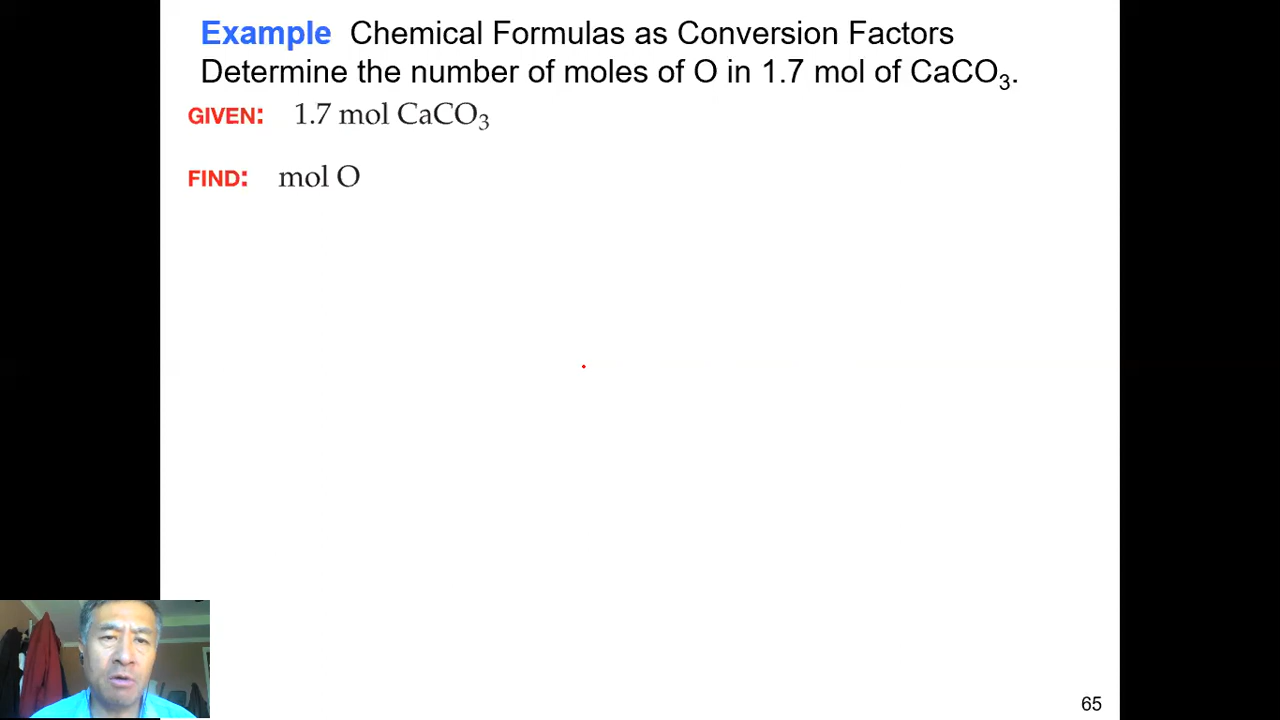 Example Chemical Formulas as Conversion Factors
Determine the number of moles of O in 1.7 mol of CaCO₃.
GIVEN: 1.7 mol CaCO₃
FIND: mol O
65